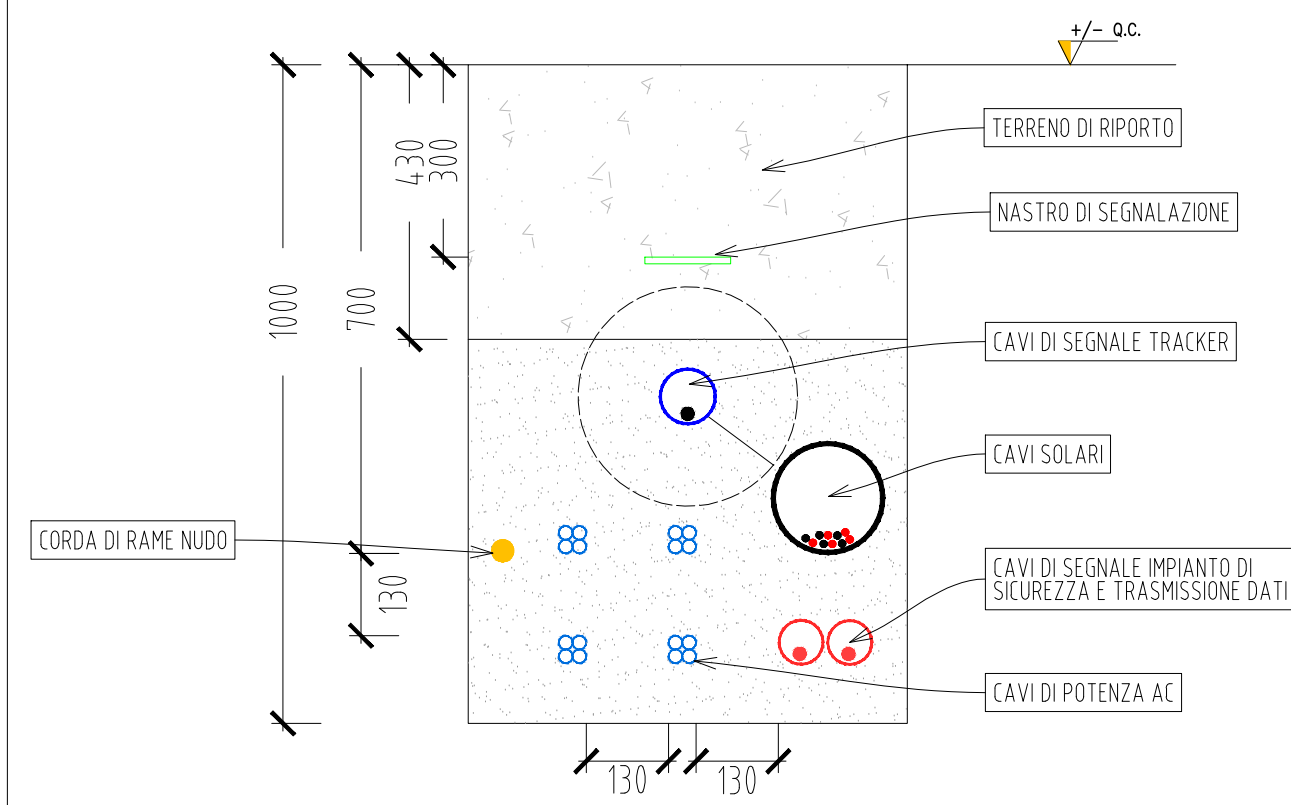 +/- Q.C.
TERRENO DI RIPORTO
NASTRO DI SEGNALAZIONE
430
300
1000
700
CAVI DI SEGNALE TRACKER
CAVI SOLARI
CORDA DI RAME NUDO
130
CAVI DI SEGNALE IMPIANTO DI
SICUREZZA E TRASMISSIONE DATI
CAVI DI POTENZA AC
130
130